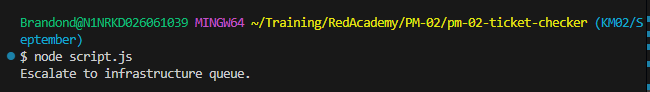 Brandond@N1NRKD026061039 MINGW64 ~/Training/RedAcademy/PM-02/pm-02-ticket-checker (KM02/S
eptember)
$ node script.js
Escalate to infrastructure queue.